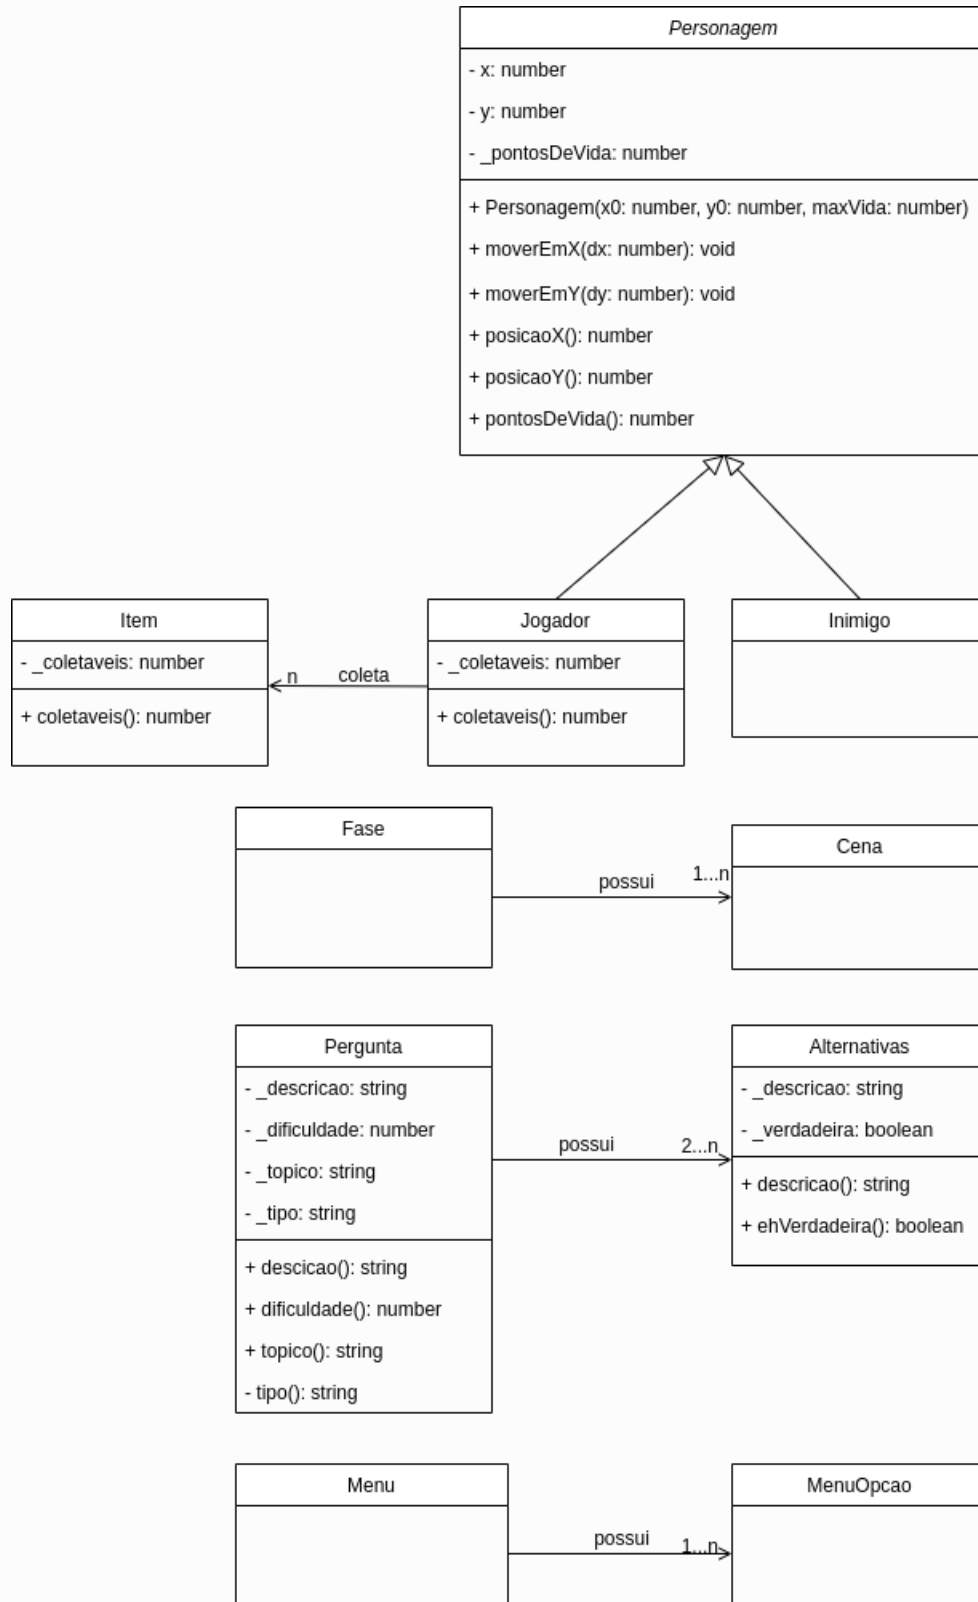 Personagem
- x: number
- y: number
- _pontosDeVida: number
+ Personagem(x0: number, y0: number, maxVida: number)
+ moverEmX(dx: number): void
+ moverEmY(dy: number): void
+ posicaoX(): number
+ posicaoY(): number
+ pontosDeVida(): number
Item
- _coletaveis: number
+ coletaveis(): number
n
coleta
Jogador
- _coletaveis: number
+ coletaveis(): number
Inimigo
Fase
possui
1...n
Cena
Pergunta
- _descricao: string
- _dificuldade: number
- _topico: string
- _tipo: string
+ descicao(): string
+ dificuldade(): number
+ topico(): string
- tipo(): string
possui
2...n
Alternativas
- _descricao: string
- _verdadeira: boolean
+ descricao(): string
+ ehVerdadeira(): boolean
Menu
possui
1...n
MenuOpcao